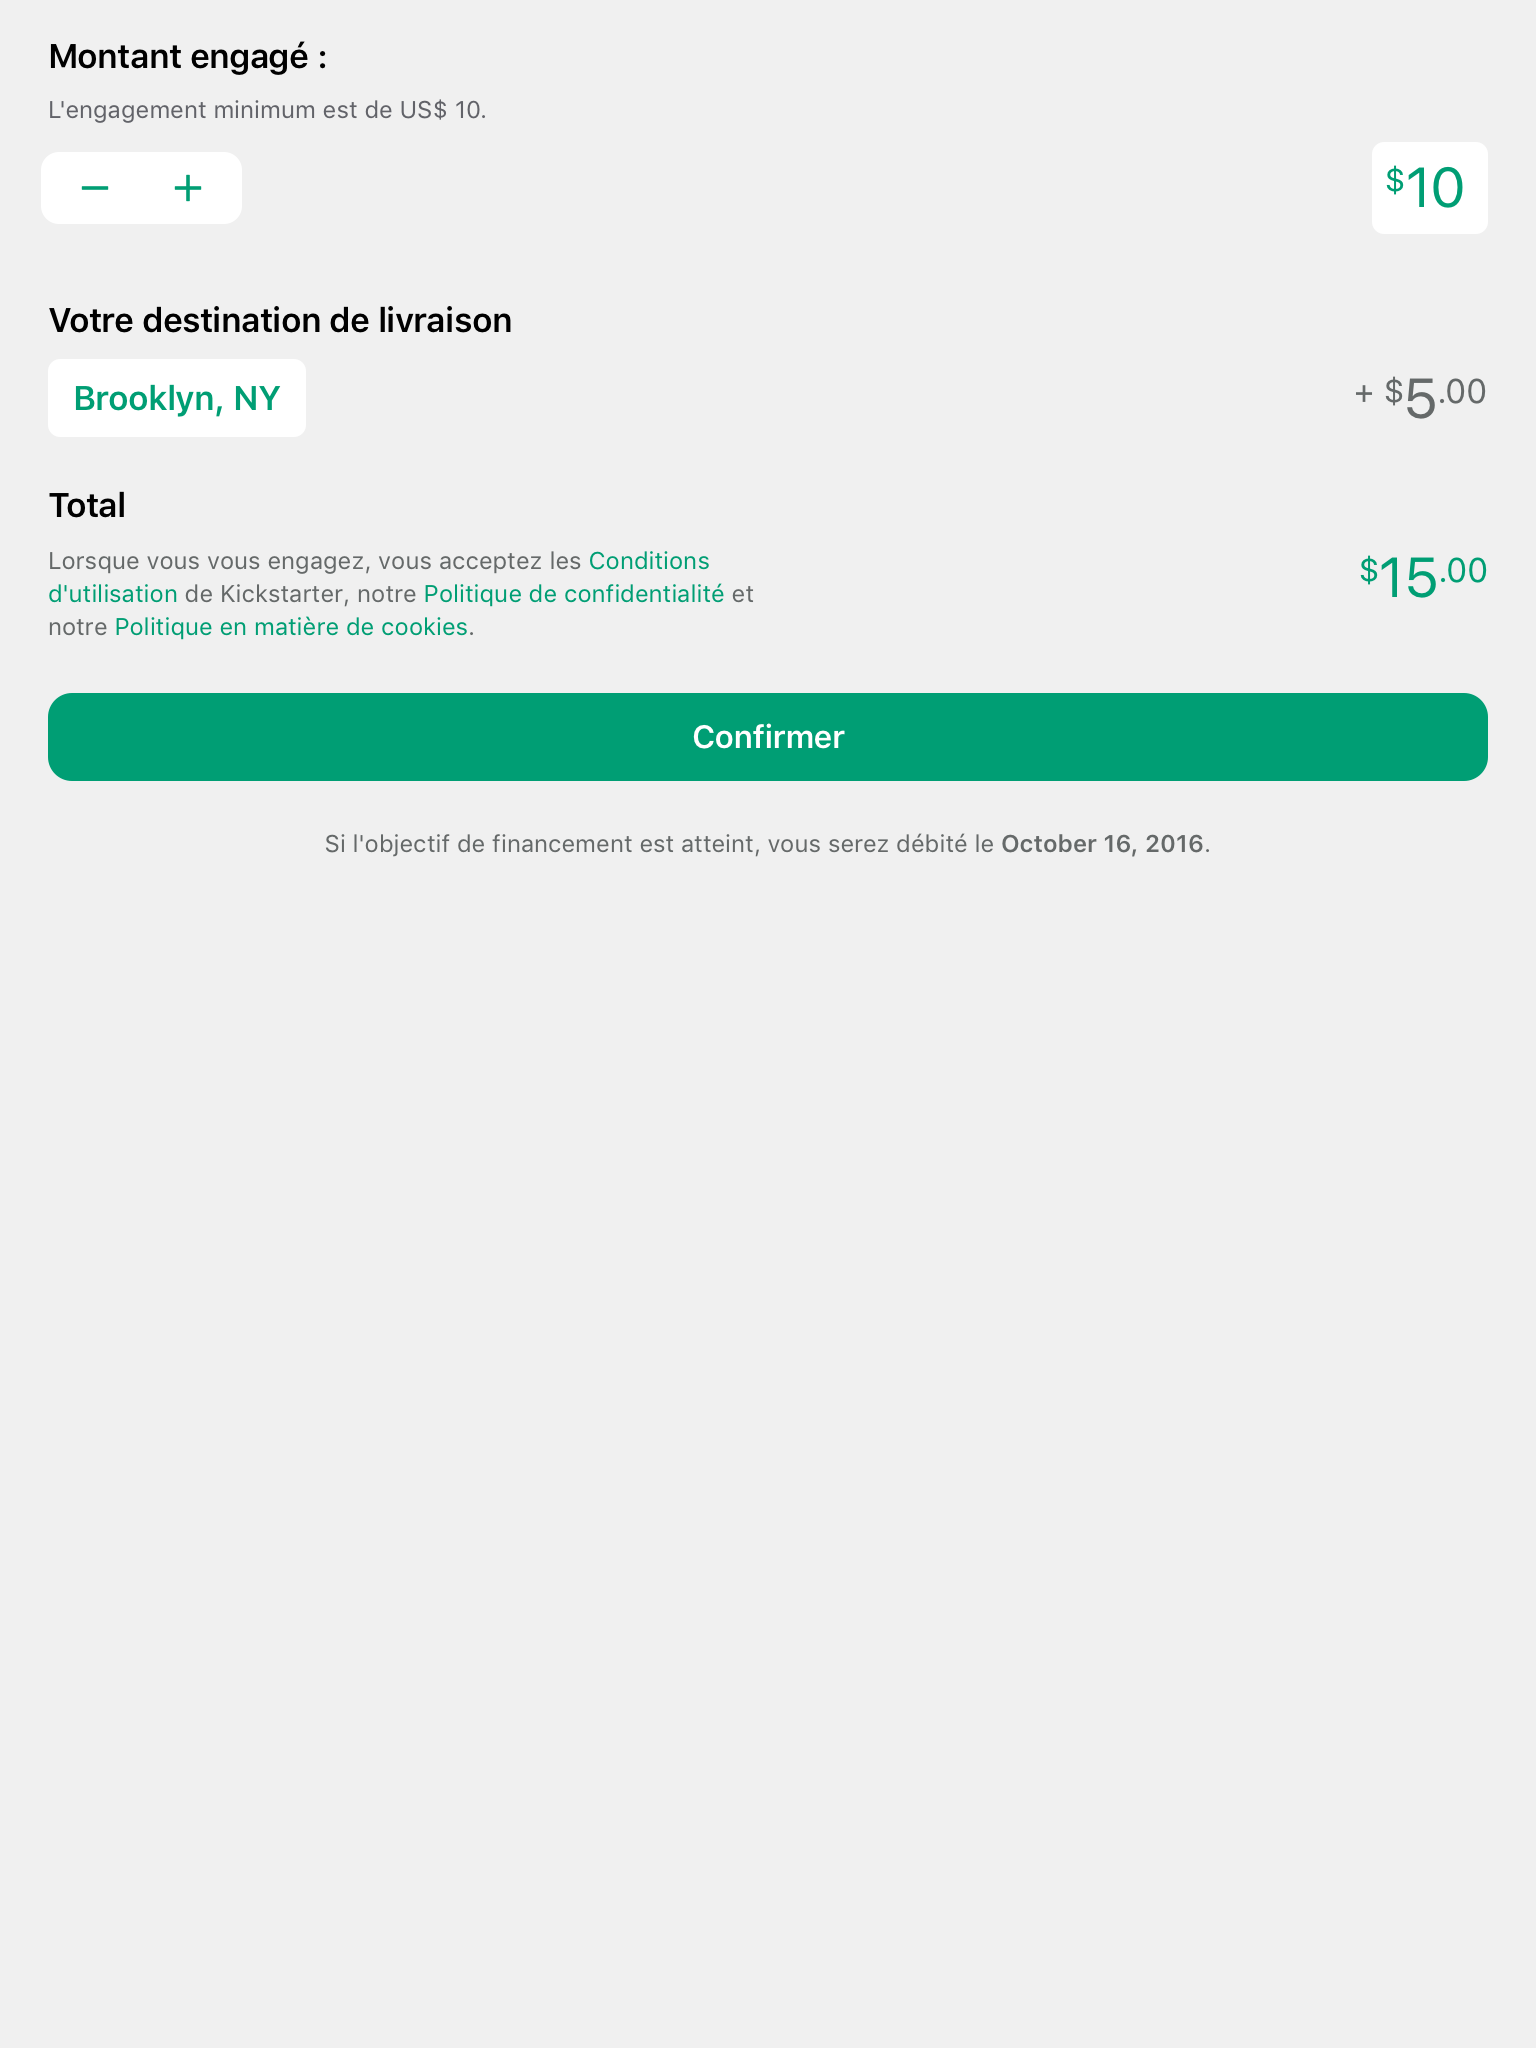 Montant engagé :
L'engagement minimum est de US$ 10.
− +
$10
Votre destination de livraison
Brooklyn, NY
+ $5.00
Total
Lorsque vous vous engagez, vous acceptez les Conditions
d'utilisation de Kickstarter, notre Politique de confidentialité et
notre Politique en matière de cookies.
$15.00
Confirmer
Si l'objectif de financement est atteint, vous serez débité le October 16, 2016.